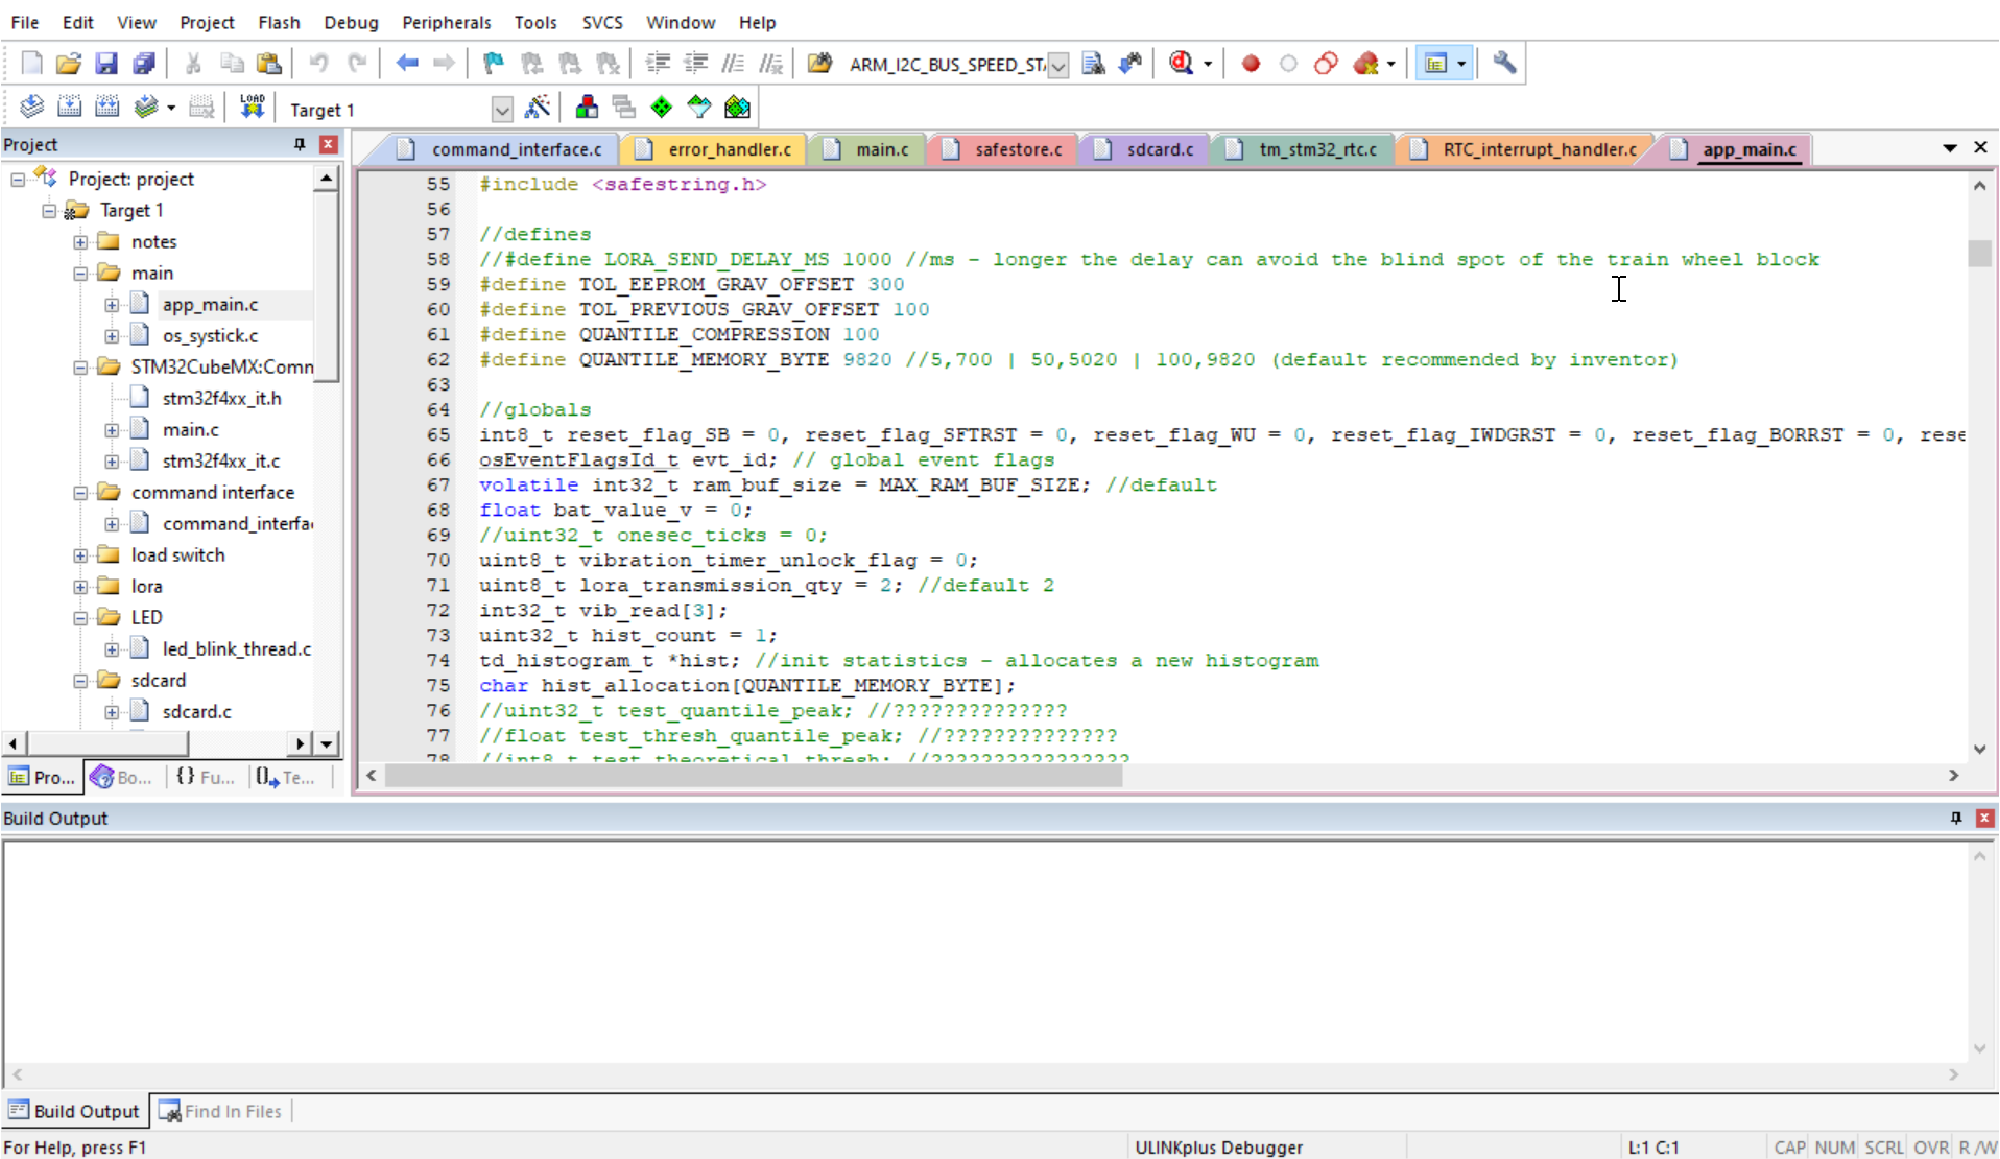 File Edit View Project Flash Debug Peripherals Tools SVCS Window Help
ARM_I2C_BUS_SPEED_ST
LOAD Target 1
Project
Project: project
Target 1
notes
main
app_main.c
os_systick.c
STM32CubeMX:Comm
stm32f4xx_it.h
main.c
stm32f4xx_it.c
command interface
command_interfa
load switch
lora
LED
led_blink_thread.c
sdcard
sdcard.c
Pro... Bo... {} Fu... Te...
command_interface.c error_handler.c main.c safestore.c sdcard.c tm_stm32_rtc.c RTC_interrupt_handler.c app_main.c
55 #include <safestring.h>
56
57 //defines
58 //#define LORA_SEND_DELAY_MS 1000 //ms - longer the delay can avoid the blind spot of the train wheel block
59 #define TOL_EEPROM_GRAV_OFFSET 300
60 #define TOL_PREVIOUS_GRAV_OFFSET 100
61 #define QUANTILE_COMPRESSION 100
62 #define QUANTILE_MEMORY_BYTE 9820 //5,700 | 50,5020 | 100,9820 (default recommended by inventor)
63
64 //globals
65 int8_t reset_flag_SB = 0, reset_flag_SFTRST = 0, reset_flag_WU = 0, reset_flag_IWDGRST = 0, reset_flag_BORRST = 0, rese
66 osEventFlagsId_t evt_id; // global event flags
67 volatile int32_t ram_buf_size = MAX_RAM_BUF_SIZE; //default
68 float bat_value_v = 0;
69 //uint32_t onesec_ticks = 0;
70 uint8_t vibration_timer_unlock_flag = 0;
71 uint8_t lora_transmission_qty = 2; //default 2
72 int32_t vib_read[3];
73 uint32_t hist_count = 1;
74 td_histogram_t *hist; //init statistics - allocates a new histogram
75 char hist_allocation[QUANTILE_MEMORY_BYTE];
76 //uint32_t test_quantile_peak; //??????????????
77 //float test_thresh_quantile_peak; //??????????????
78 //int8_t test_theoretical_thresh; //????????????????
Build Output
Build Output Find In Files
For Help, press F1 ULINKplus Debugger L:1 C:1 CAP NUM SCRL OVR R/W